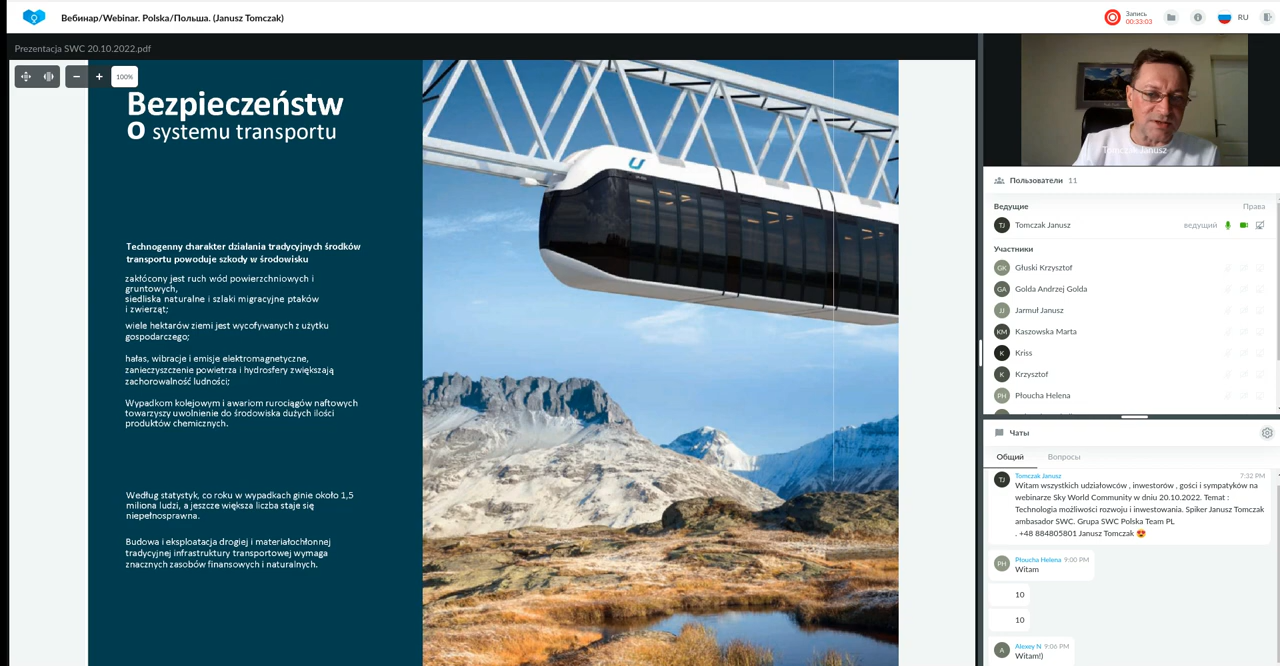 Вебинар/Webinar. Polska/Польша. (Janusz Tomczak)
Запись
00:33:03
RU
Prezentacja SWC 20.10.2022.pdf
100%
Bezpieczeństw
o systemu transportu
Technogenny charakter działania tradycyjnych środków
transportu powoduje szkody w środowisku
zakłócony jest ruch wód powierzchniowych i
gruntowych,
siedliska naturalne i szlaki migracyjne ptaków
i zwierząt;
wiele hektarów ziemi jest wycofywanych z użytku
gospodarczego;
hałas, wibracje i emisje elektromagnetyczne,
zanieczyszczenie powietrza i hydrosfery zwiększają
zachorowalność ludności;
Wypadkom kolejowym i awariom rurociągów naftowych
towarzyszy uwolnienie do środowiska dużych ilości
produktów chemicznych.
Według statystyk, co roku w wypadkach ginie około 1,5
miliona ludzi, a jeszcze większa liczba staje się
niepełnosprawna.
Budowa i eksploatacja drogiej i materiałochłonnej
tradycyjnej infrastruktury transportowej wymaga
znacznych zasobów finansowych i naturalnych.
Tomczak Janusz
Пользователи 11
Ведущие Права
TJ Tomczak Janusz ведущий
Участники
GK Głuski Krzysztof
GA Golda Andrzej Golda
JJ Jarmuł Janusz
KM Kaszowska Marta
K Kriss
K Krzysztof
PH Płoucha Helena
Чаты
Общий Вопросы
TJ Tomczak Janusz 7:32 PM
Witam wszystkich udziałowców , inwestorów , gości i sympatyków na
webinarze Sky World Community w dniu 20.10.2022. Temat :
Technologia możliwości rozwoju i inwestowania. Spiker Janusz Tomczak
ambasador SWC. Grupa SWC Polska Team PL
. +48 884805801 Janusz Tomczak 😍
PH Płoucha Helena 9:00 PM
Witam
10
10
A Alexey N 9:06 PM
Witam!)